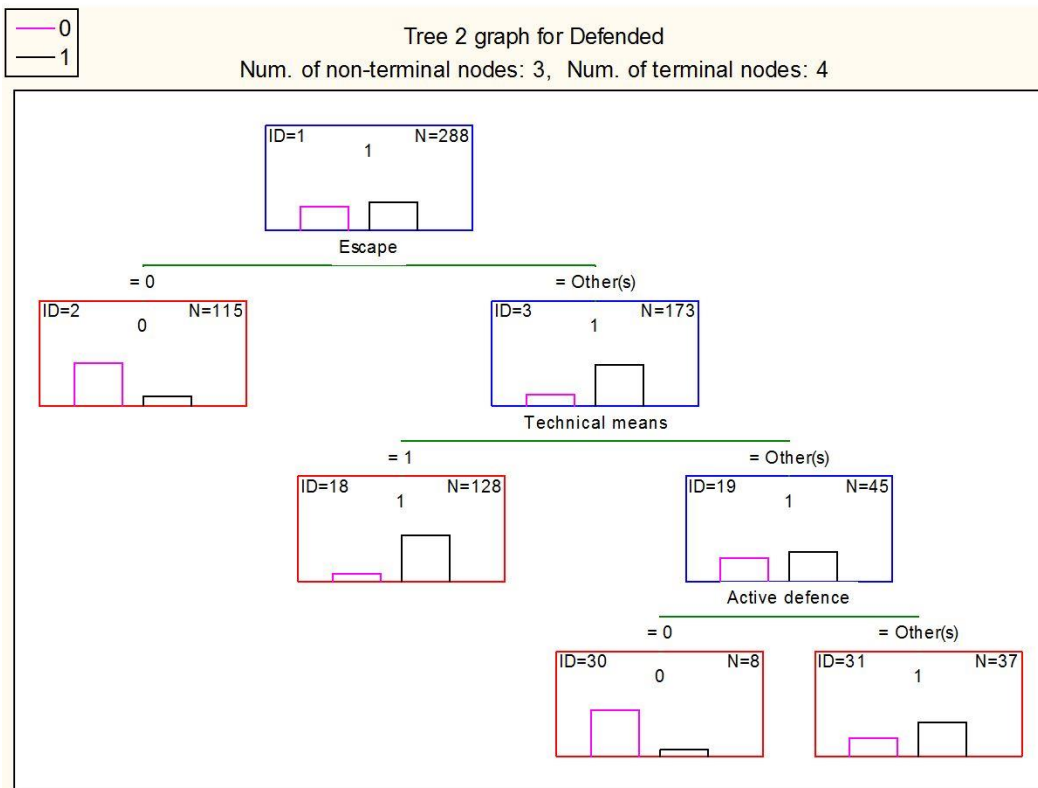 0
1
Tree 2 graph for Defended
Num. of non-terminal nodes: 3, Num. of terminal nodes: 4
ID=1 N=288
1
Escape
= 0 = Other(s)
ID=2 N=115 ID=3 N=173
0 1
Technical means
= 1 = Other(s)
ID=18 N=128 ID=19 N=45
1 1
Active defence
= 0 = Other(s)
ID=30 N=8 ID=31 N=37
0 1